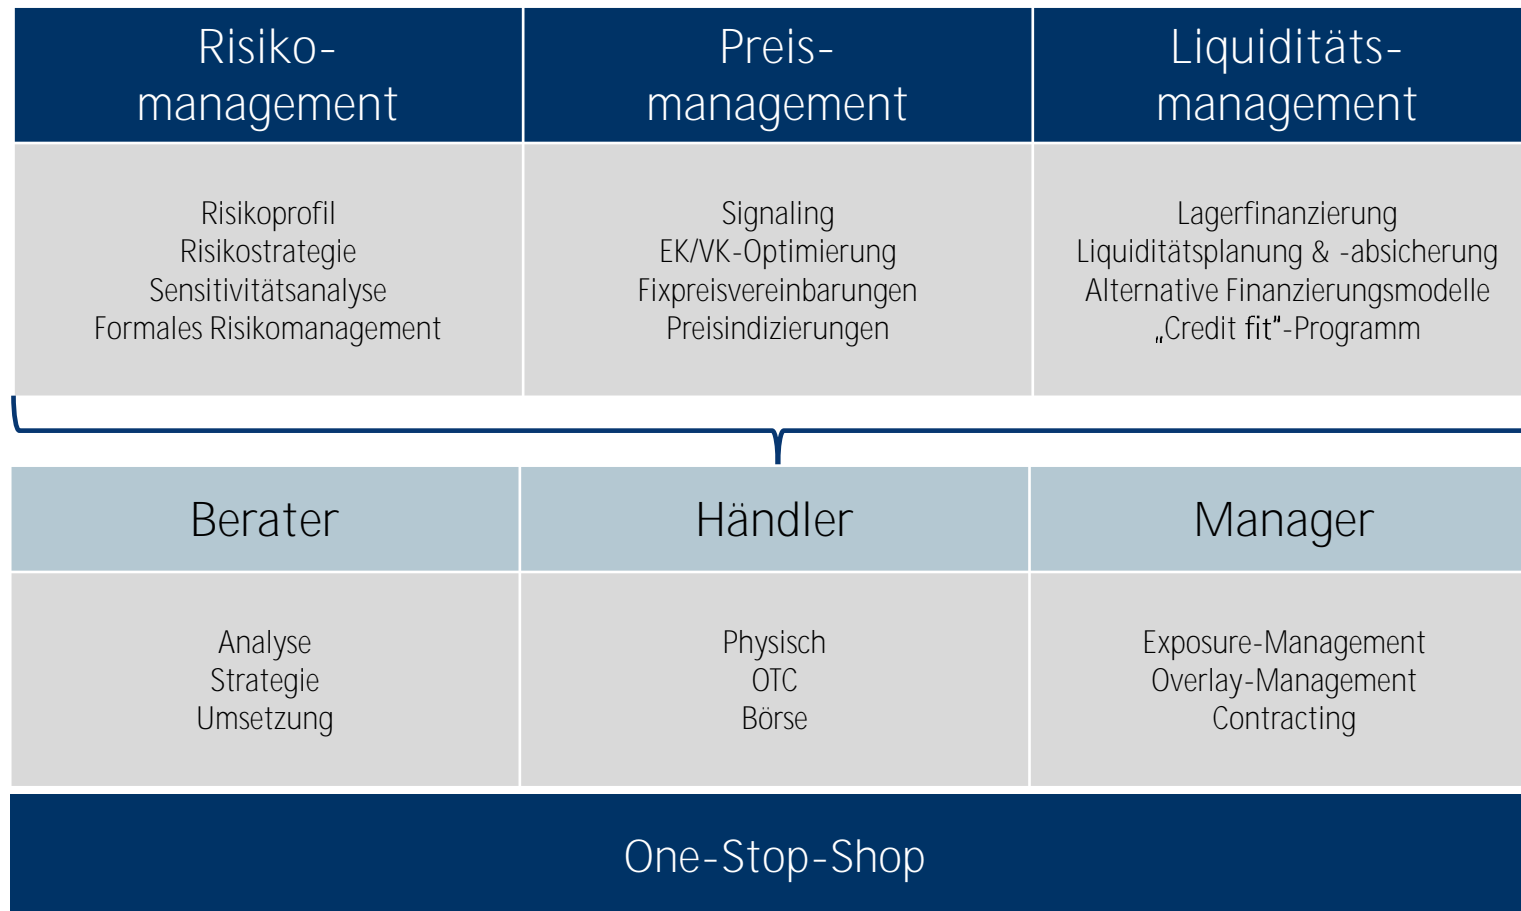 Risiko-
management
Preis-
management
Liquiditäts-
management
Risikoprofil
Risikostrategie
Sensitivitätsanalyse
Formales Risikomanagement
Signaling
EK/VK-Optimierung
Fixpreisvereinbarungen
Preisindizierungen
Lagerfinanzierung
Liquiditätsplanung & -absicherung
Alternative Finanzierungsmodelle
„Credit fit"-Programm
Berater
Händler
Manager
Analyse
Strategie
Umsetzung
Physisch
OTC
Börse
Exposure-Management
Overlay-Management
Contracting
One-Stop-Shop